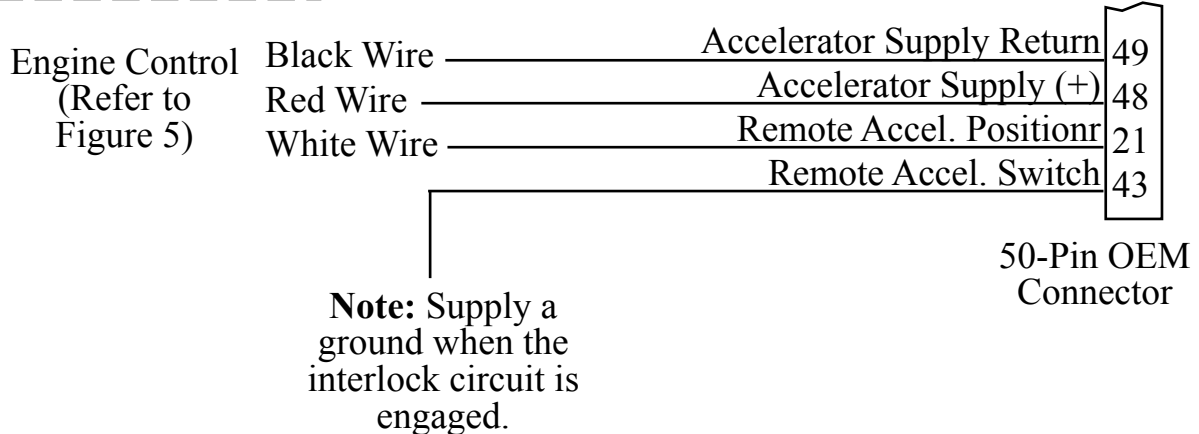 Engine Control
(Refer to
Figure 5)
Black Wire
Accelerator Supply Return
49
Red Wire
Accelerator Supply (+)
48
White Wire
Remote Accel. Positionr
21
Remote Accel. Switch
43
50-Pin OEM
Connector
Note: Supply a
ground when the
interlock circuit is
engaged.